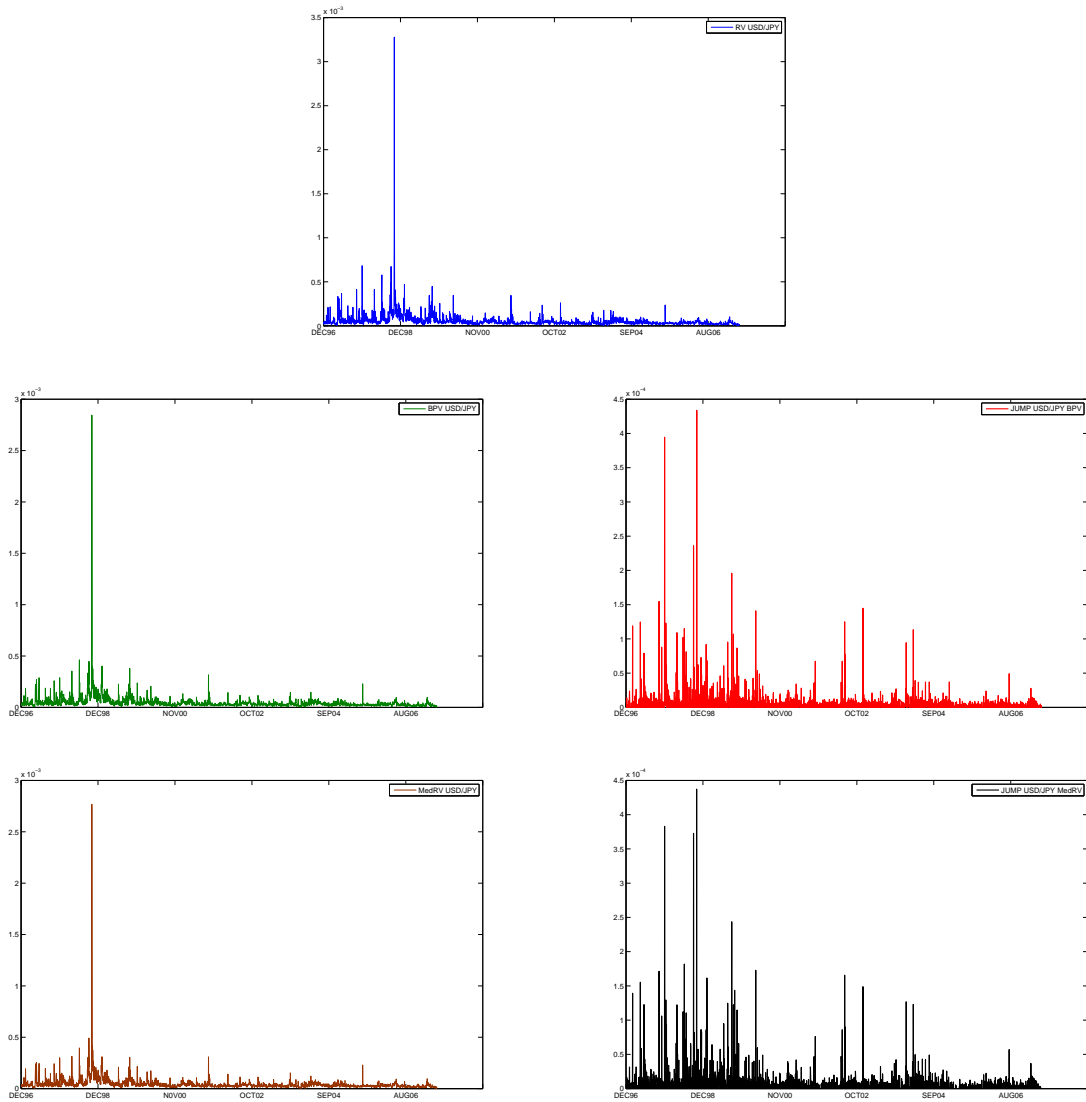 x 10⁻³
3.5
RV USD/JPY
3
2.5
2
1.5
1
0.5
0
DEC96 DEC98 NOV00 OCT02 SEP04 AUG06
x 10⁻³
3
BPV USD/JPY
2.5
2
1.5
1
0.5
0
DEC96 DEC98 NOV00 OCT02 SEP04 AUG06
x 10⁻⁴
4.5
JUMP USD/JPY BPV
4
3.5
3
2.5
2
1.5
1
0.5
0
DEC96 DEC98 NOV00 OCT02 SEP04 AUG06
x 10⁻³
3
MedRV USD/JPY
2.5
2
1.5
1
0.5
0
DEC96 DEC98 NOV00 OCT02 SEP04 AUG06
x 10⁻⁴
4.5
JUMP USD/JPY MedRV
4
3.5
3
2.5
2
1.5
1
0.5
0
DEC96 DEC98 NOV00 OCT02 SEP04 AUG06